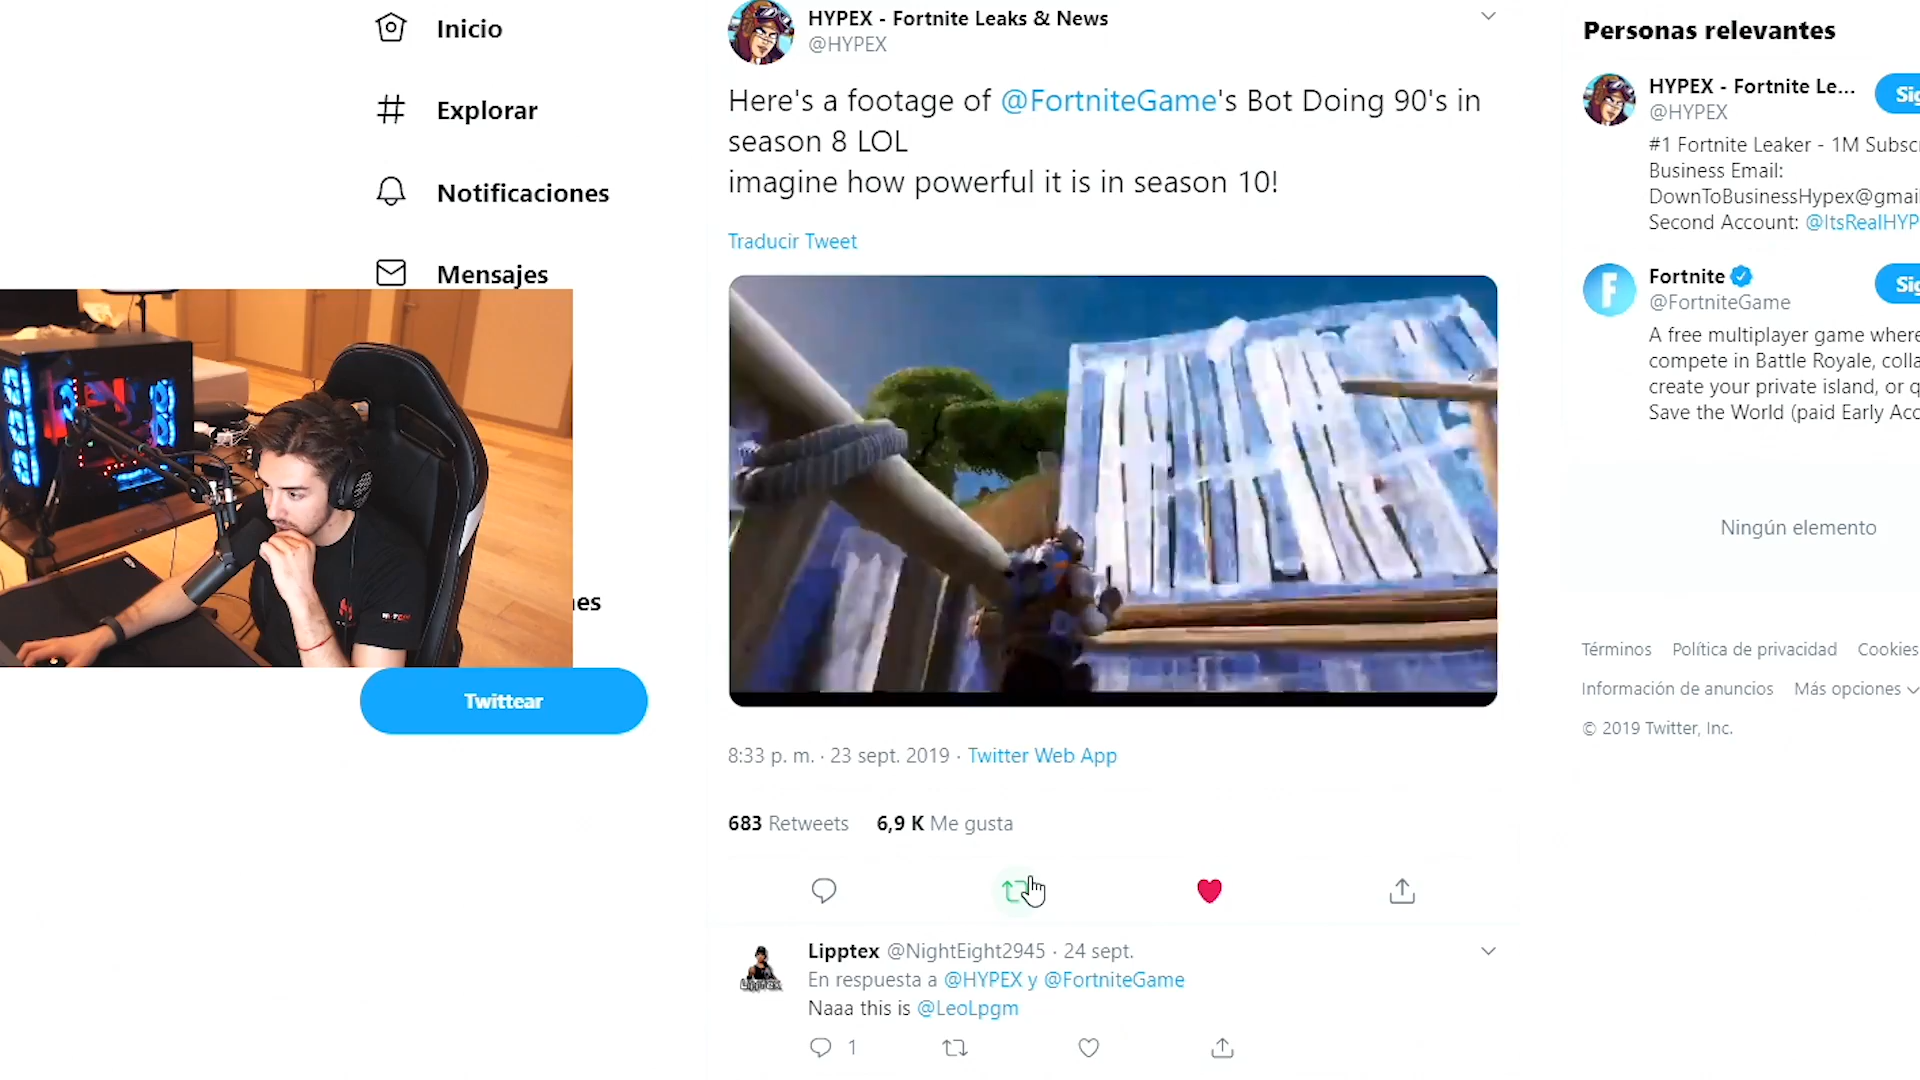 Inicio
Explorar
Notificaciones
Mensajes
es
Twittear
HYPEX - Fortnite Leaks & News
@HYPEX
Here's a footage of @FortniteGame's Bot Doing 90's in
season 8 LOL
imagine how powerful it is in season 10!
Traducir Tweet
8:33 p. m. · 23 sept. 2019 · Twitter Web App
683 Retweets 6,9 K Me gusta
Lipptex @NightEight2945 · 24 sept.
En respuesta a @HYPEX y @FortniteGame
Naaa this is @LeoLpgm
1
Personas relevantes
HYPEX - Fortnite Le...
@HYPEX
Sig
#1 Fortnite Leaker - 1M Subsc
Business Email:
DownToBusinessHypex@gmai
Second Account: @ItsRealHYP
Fortnite
@FortniteGame
Sig
A free multiplayer game where
compete in Battle Royale, colla
create your private island, or q
Save the World (paid Early Acc
Ningún elemento
Términos Política de privacidad Cookies
Información de anuncios Más opciones
© 2019 Twitter, Inc.